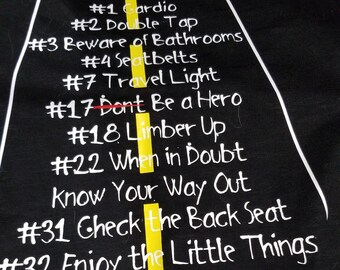 #1 Cardio
#2 Double Tap
#3 Beware of Bathrooms
#4 Seatbelts
#7 Travel Light
#17 Dont Be a Hero
#18 Limber Up
#22 When in Doubt
Know Your Way Out
#31 Check the Back Seat
#32 Enjoy the Little Things